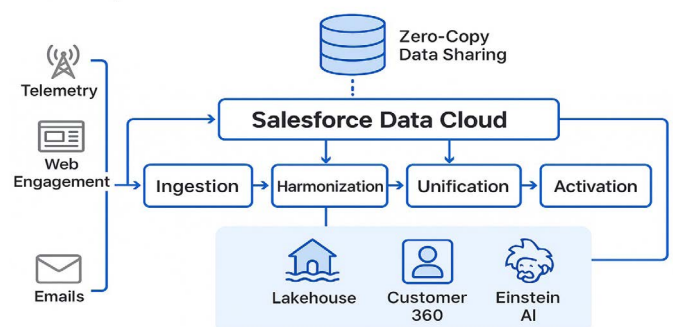 Zero-Copy
Data Sharing
Telemetry
Salesforce Data Cloud
Web
Engagement
Ingestion
Harmonization
Unification
Activation
Emails
Lakehouse
Customer
360
Einstein
AI